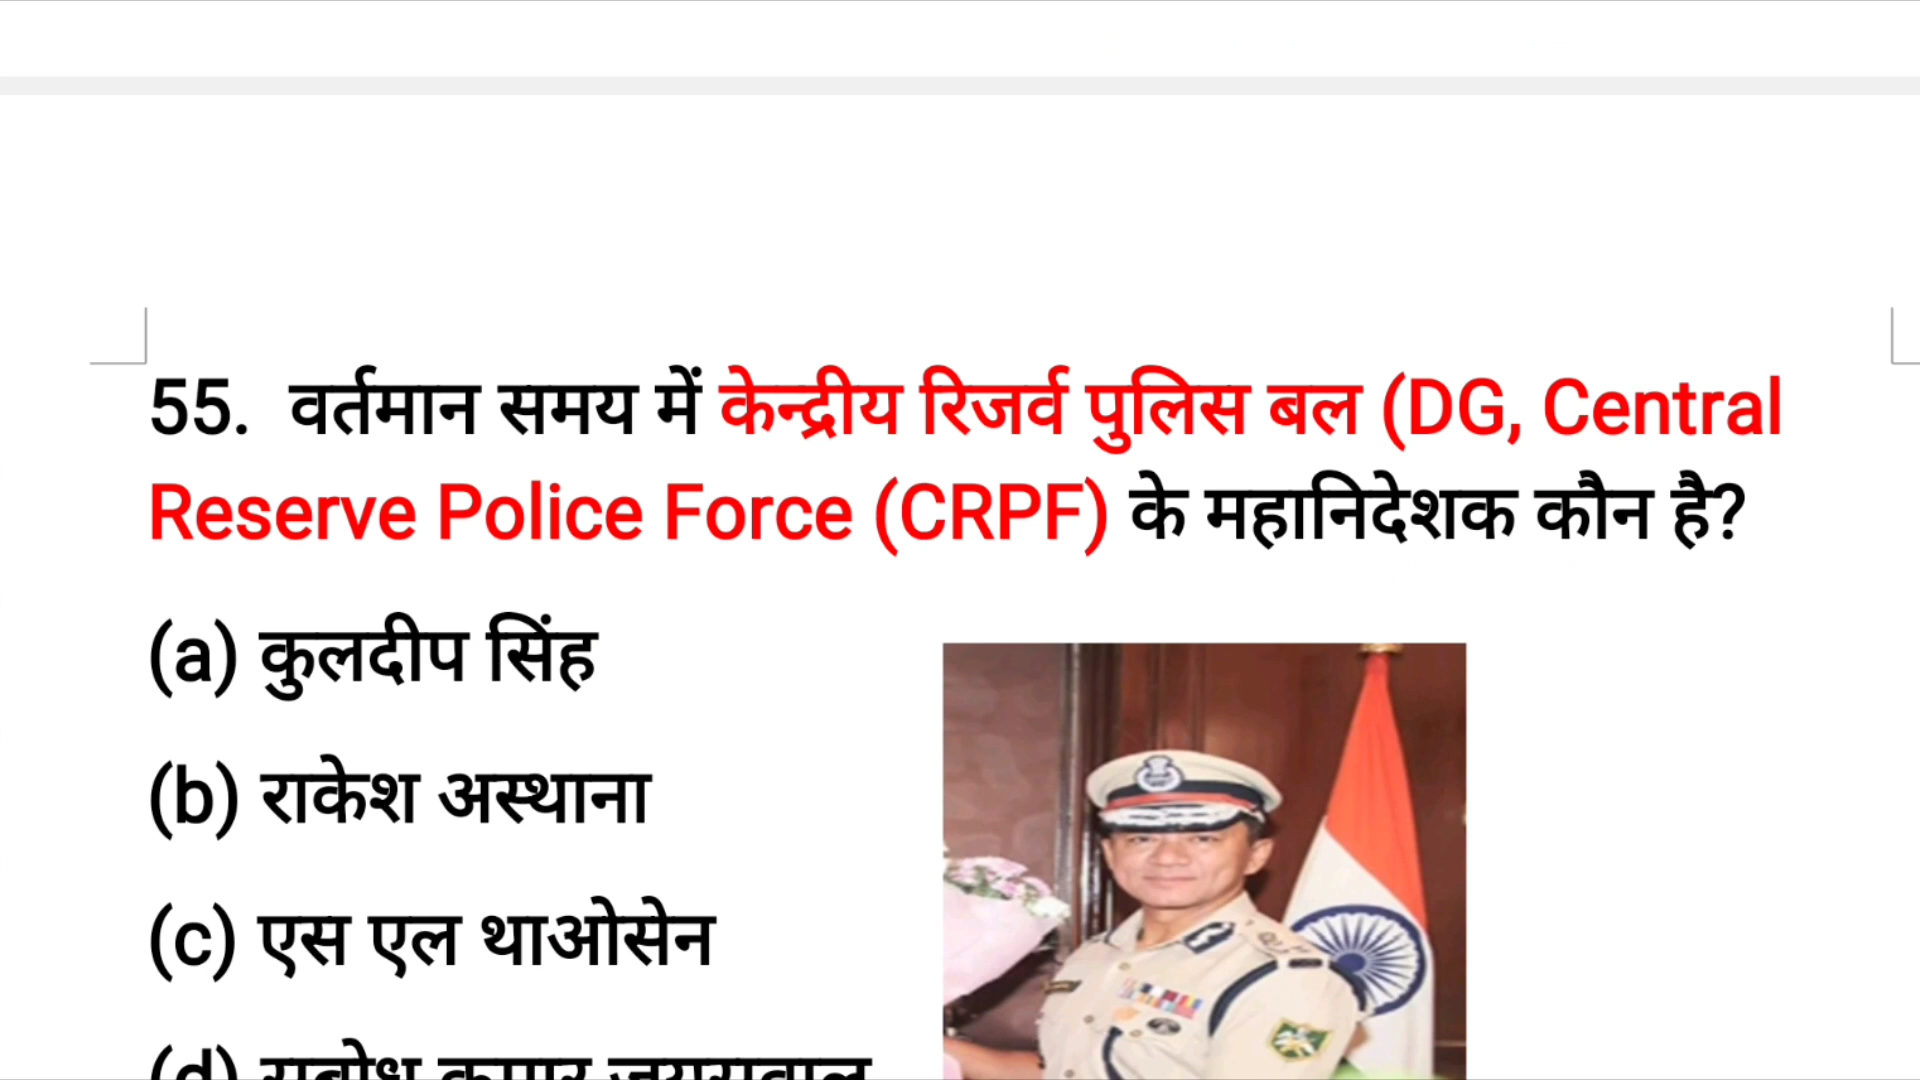 55. वर्तमान समय में केन्द्रीय रिजर्व पुलिस बल (DG, Central
Reserve Police Force (CRPF) के महानिदेशक कौन है?
(a) कुलदीप सिंह
(b) राकेश अस्थाना
(c) एस एल थाओसेन
(d) सुबोध कुमार जयसवाल